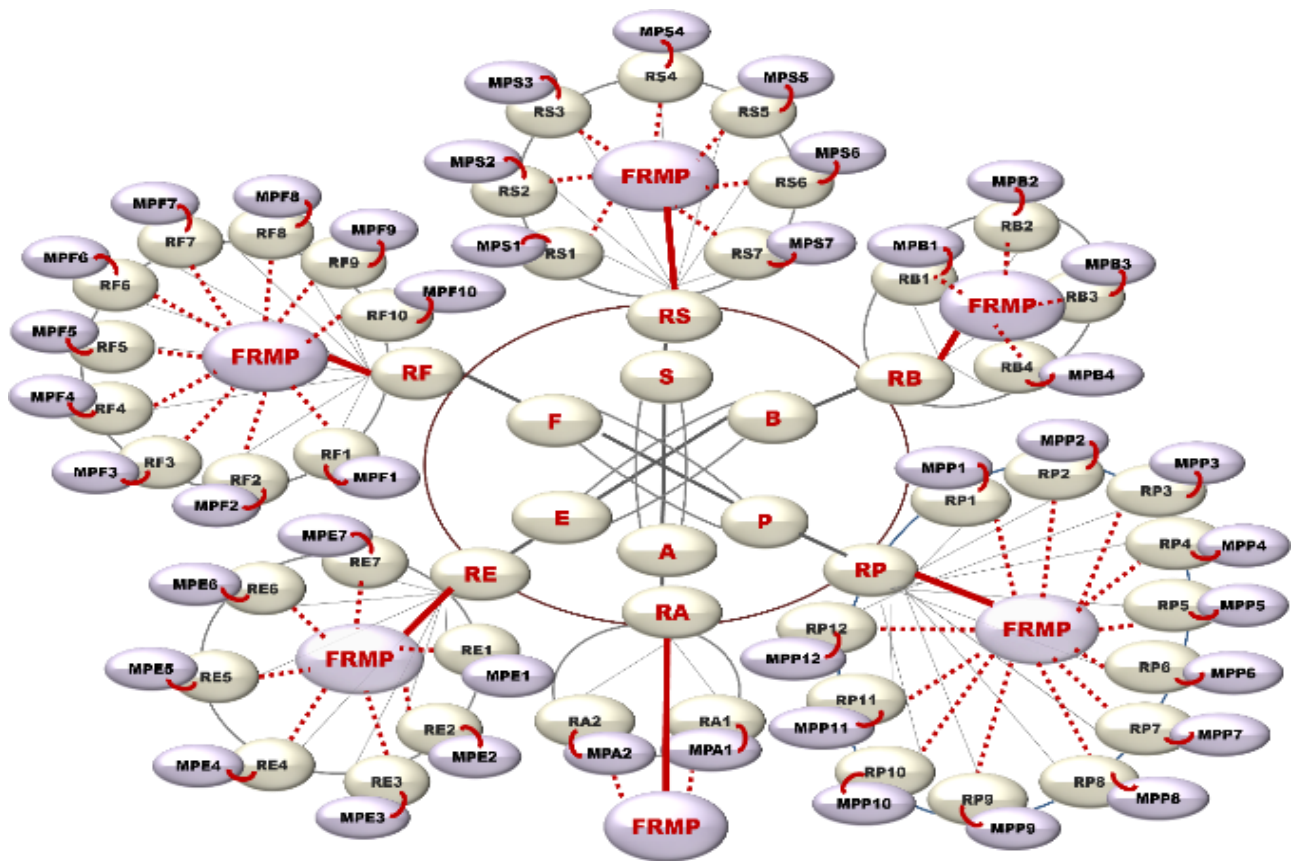 MPS4
RS4
MPS3
RS3
MPS5
RS5
MPS2
RS2
FRMP
MPS6
RS6
MPS1
RS1
MPS7
RS7
RS
MPF7
RF7
MPF8
RF8
MPF9
RF9
MPF6
RF6
MPF10
RF10
MPF5
RF5
FRMP
RF
MPF4
RF4
MPF3
RF3
MPF2
RF2
RF1
MPF1
MPB2
RB2
MPB1
RB1
MPB3
RB3
FRMP
RB
RB4
MPB4
S
F
B
E
P
A
RE
RA
RP
MPE7
RE7
MPE6
RE6
MPE5
RE5
FRMP
RE1
MPE1
RE2
MPE2
MPE4
RE4
RE3
MPE3
RA2
MPA2
RA1
MPA1
FRMP
MPP1
RP1
MPP2
RP2
MPP3
RP3
RP4
MPP4
RP5
MPP5
FRMP
RP6
MPP6
RP7
MPP7
RP8
MPP8
RP9
MPP9
RP10
MPP10
RP11
MPP11
RP12
MPP12